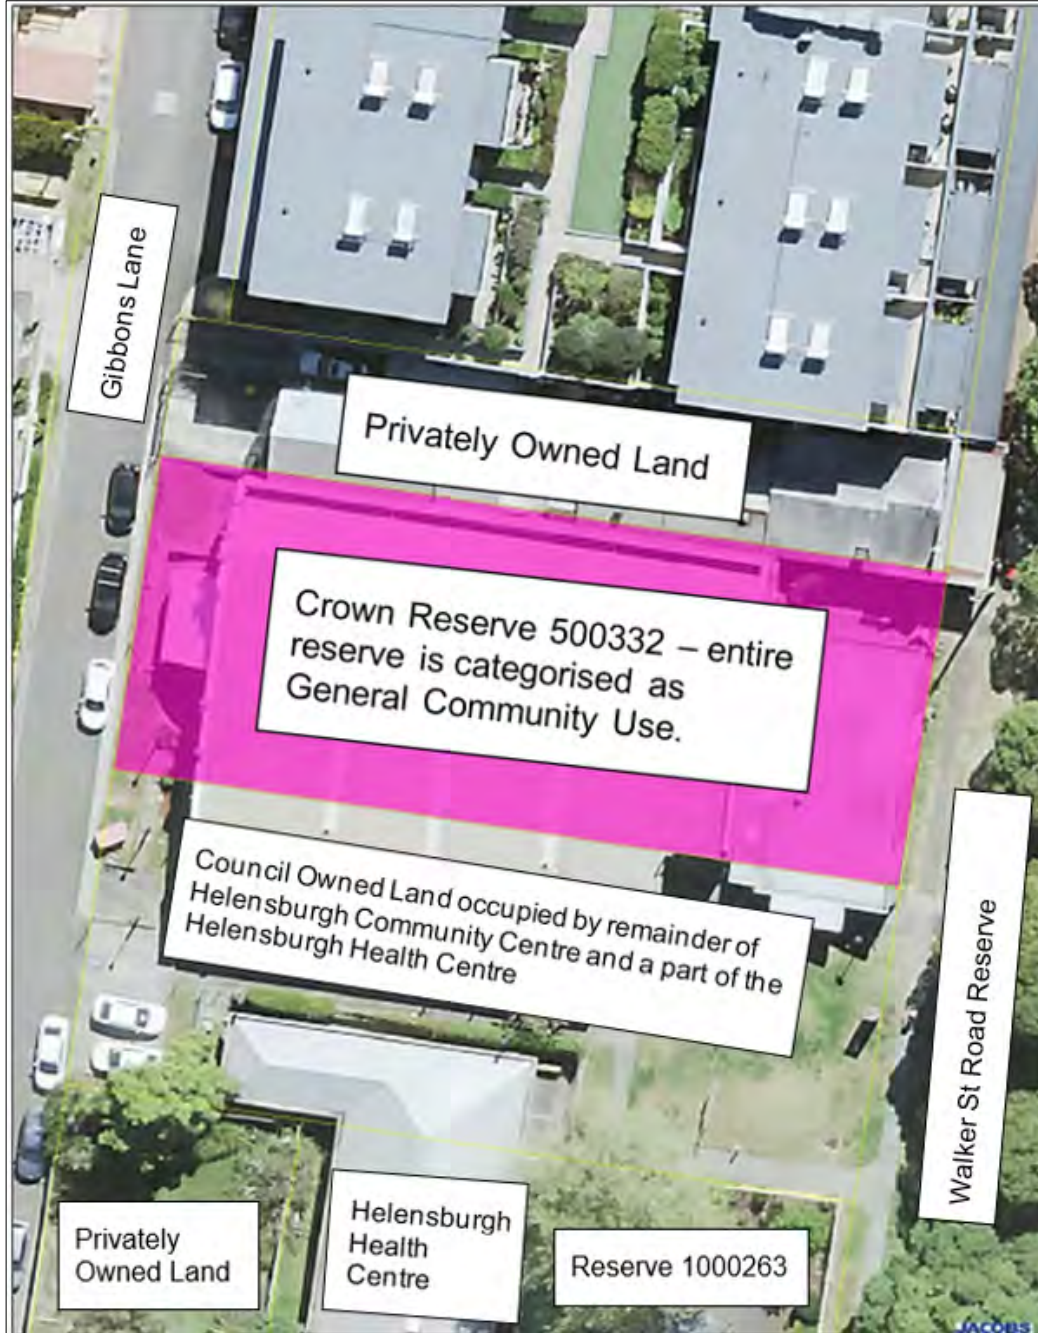 Gibbons Lane
Privately Owned Land
Crown Reserve 500332 – entire
reserve is categorised as
General Community Use.
Council Owned Land occupied by remainder of
Helensburgh Community Centre and a part of the
Helensburgh Health Centre
Walker St Road Reserve
Privately
Owned Land
Helensburgh
Health
Centre
Reserve 1000263
JACOBS